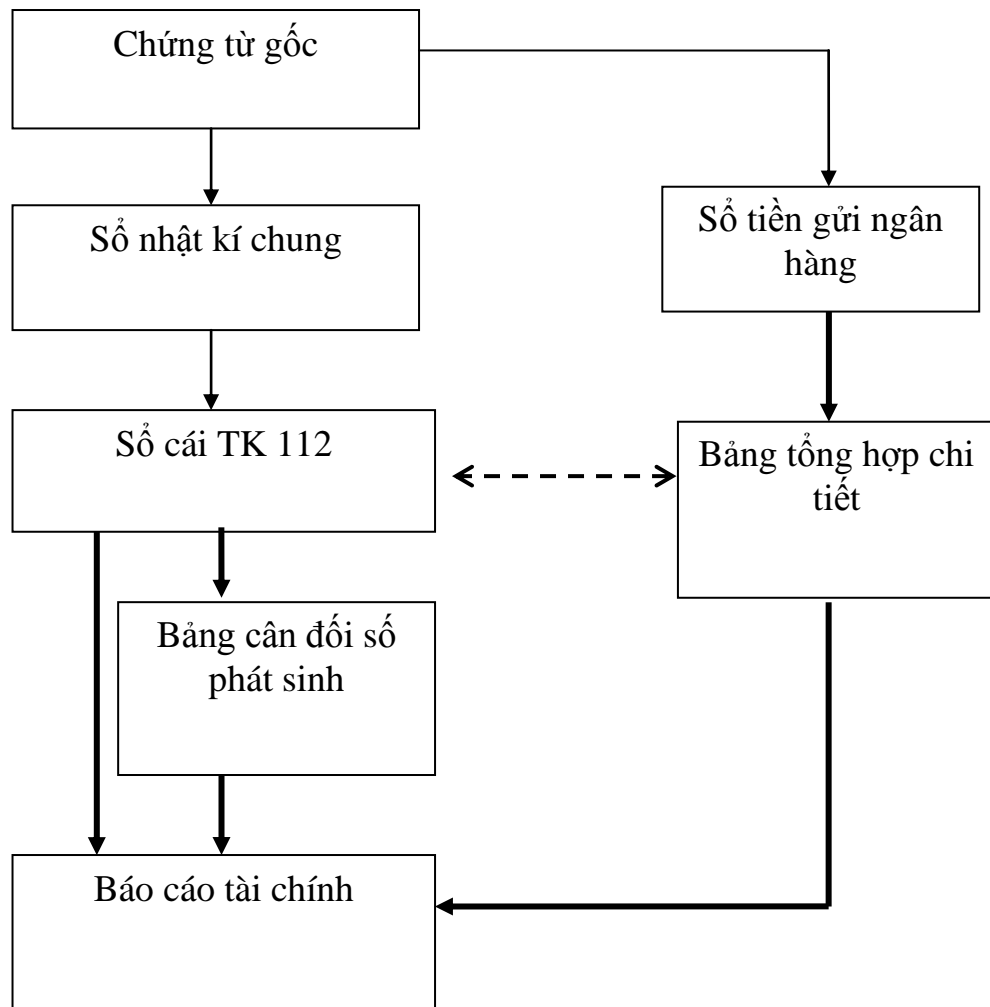 Chứng từ gốc
Sổ nhật kí chung
Sổ tiền gửi ngân
hàng
Sổ cái TK 112
Bảng tổng hợp chi
tiết
Bảng cân đối số
phát sinh
Báo cáo tài chính